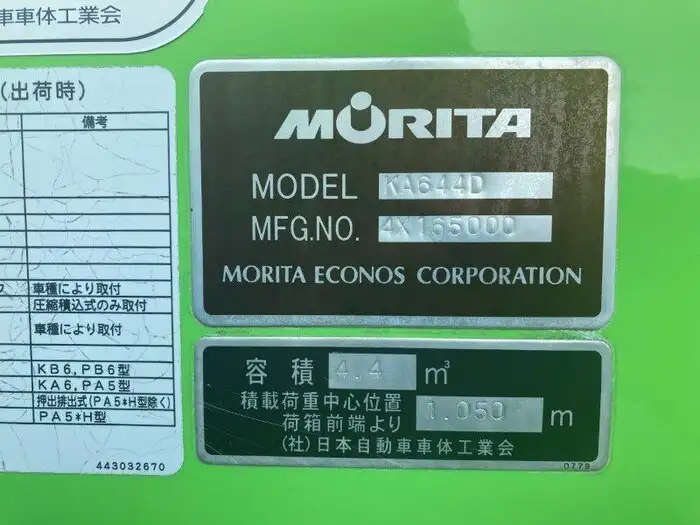 車車体工業会
(出荷時)
備考
車種により取付
圧縮積込式のみ取付
車種により取付
KB6,PB6型
KA6,PA5型
押出排出式(PA5*H型除く)
PA5*H型
443032670
MORITA
MODEL KA644D
MFG.NO. 4X165000
MORITA ECONOS CORPORATION
容積 4.4 m³
積載荷重中心位置
荷箱前端より 1.050 m
(社)日本自動車車体工業会
0779